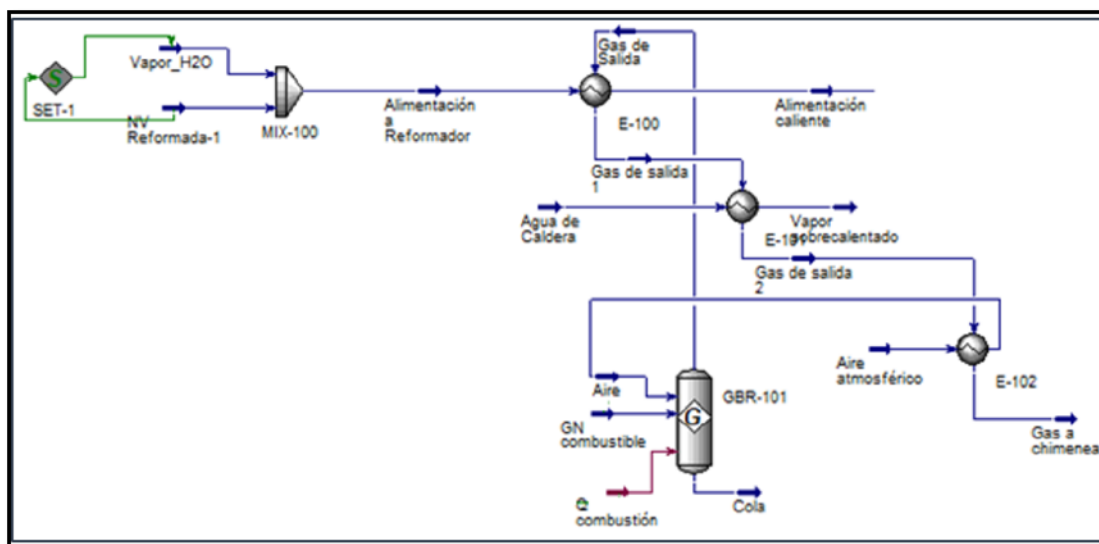 Gas de
Salida
Vapor_H2O
S
SET-1
NV
Reformada-1
MIX-100
Alimentación
a
Reformador
E-100
Alimentación
caliente
Gas de salida
1
Agua de
Caldera
E-101
Vapor
sobrecalentado
Gas de salida
2
Aire
atmosférico
E-102
Aire
GBR-101
G
GN
combustible
Gas a
chimenea
Q
combustión
Cola